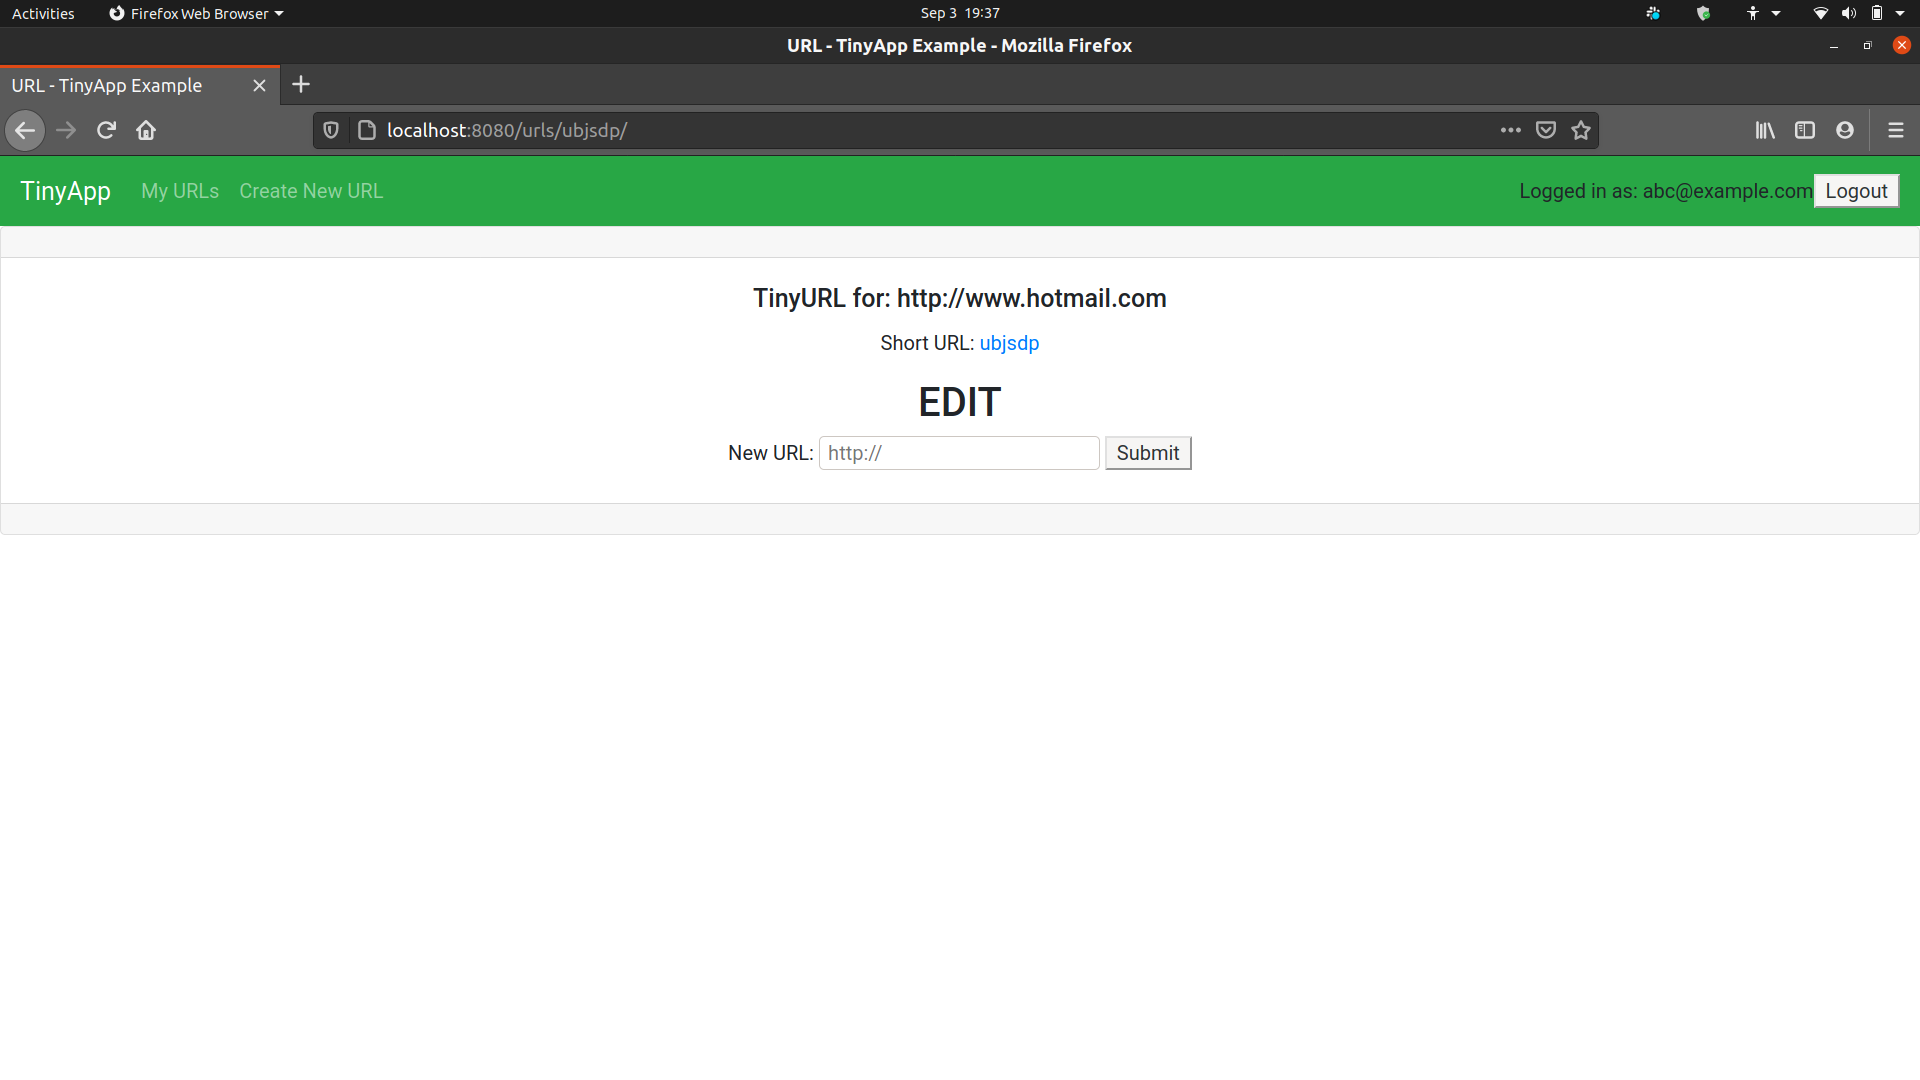 Activities Firefox Web Browser Sep 3 19:37
URL - TinyApp Example - Mozilla Firefox
URL - TinyApp Example
localhost:8080/urls/ubjsdp/
TinyApp My URLs Create New URL Logged in as: abc@example.com Logout
TinyURL for: http://www.hotmail.com
Short URL: ubjsdp
EDIT
New URL: http:// Submit